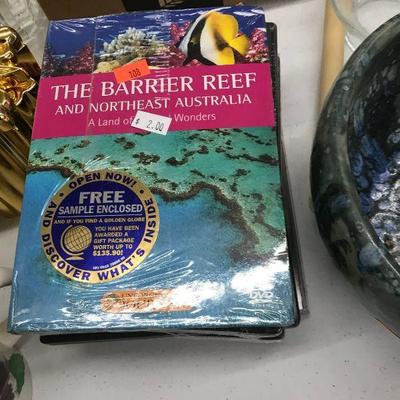 THE BARRIER REEF
108
AND NORTHEAST AUSTRALIA
A Land of Wonders
$ 2.00
OPEN NOW!
AND DISCOVER WHAT'S INSIDE
FREE
SAMPLE ENCLOSED
AND IF YOU FIND A GOLDEN GLOBE
YOU HAVE BEEN
AWARDED A
GIFT PACKAGE
WORTH UP TO
$135.90!
DVD